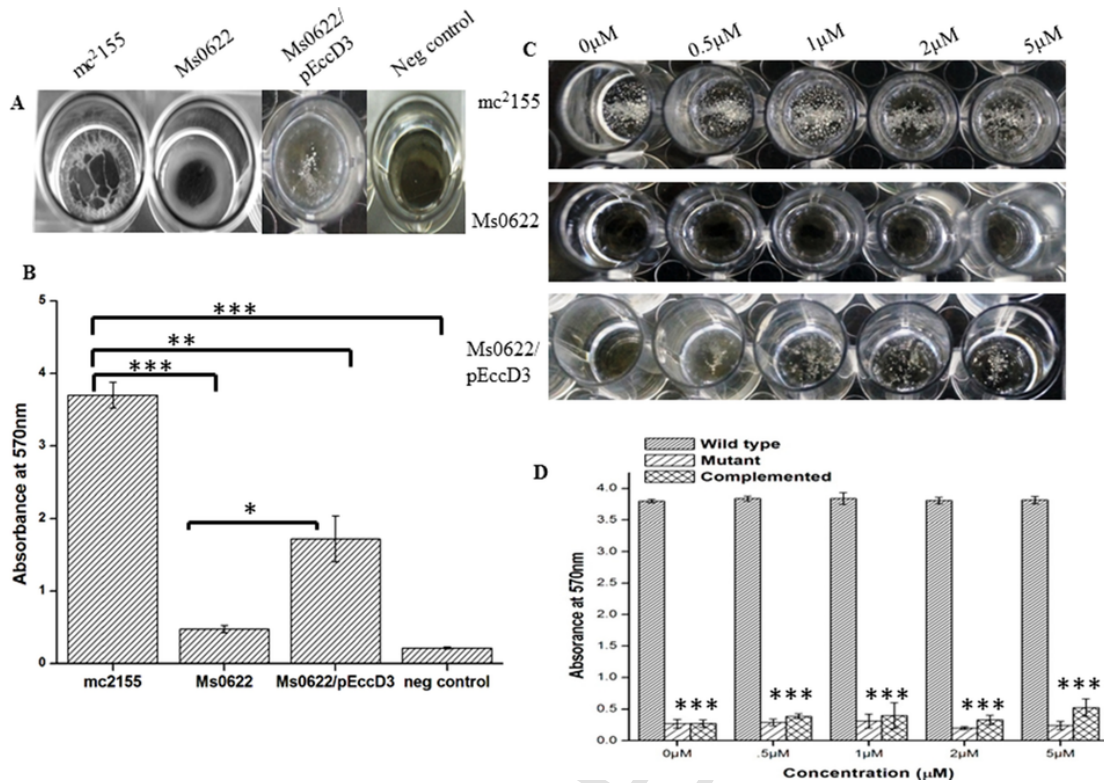 A
mc²155
Ms0622
Ms0622/
pEccD3
Neg control
B
***
**
***
*
Absorbance at 570nm
5
4
3
2
1
0
mc2155
Ms0622
Ms0622/pEccD3
neg control
C
0µM
0.5µM
1µM
2µM
5µM
mc²155
Ms0622
Ms0622/
pEccD3
D
Wild type
Mutant
Complemented
Absorance at 570nm
4.0
3.5
3.0
2.5
2.0
1.5
1.0
0.5
0.0
***
***
***
***
***
0µM
.5µM
1µM
2µM
5µM
Concentration (µM)